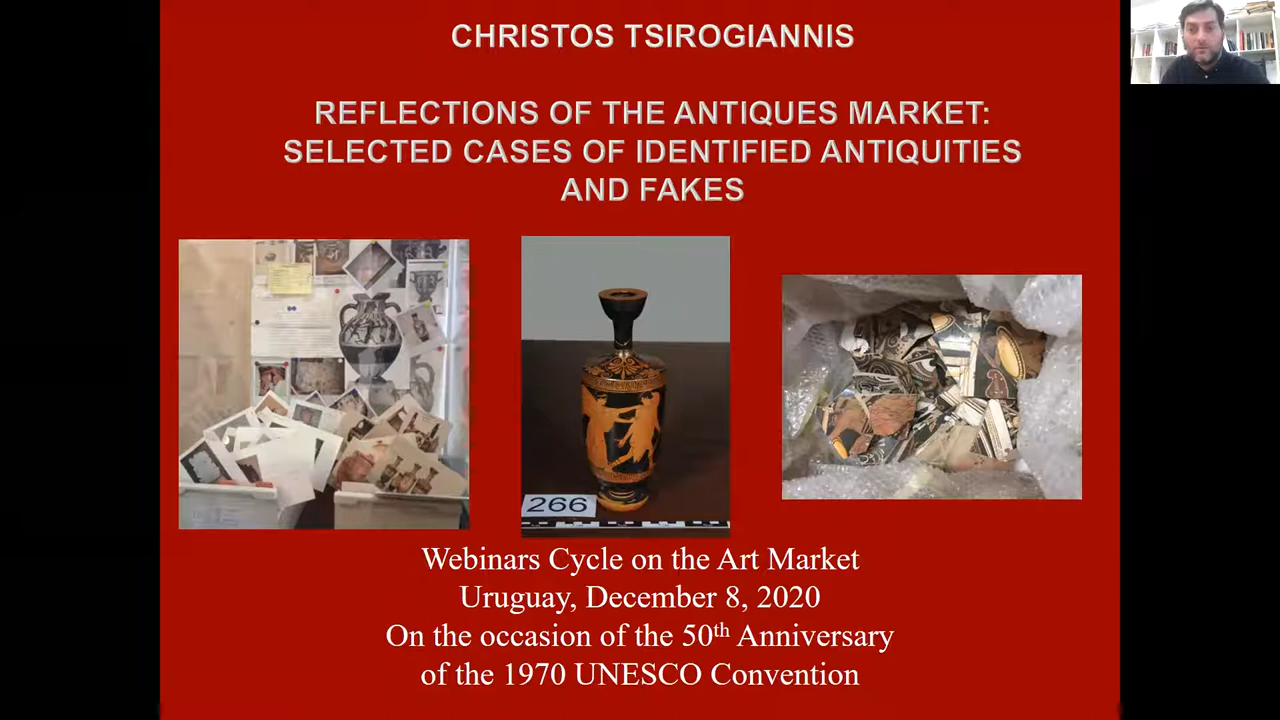 CHRISTOS TSIROGIANNIS
REFLECTIONS OF THE ANTIQUES MARKET:
SELECTED CASES OF IDENTIFIED ANTIQUITIES
AND FAKES
266
Webinars Cycle on the Art Market
Uruguay, December 8, 2020
On the occasion of the 50th Anniversary
of the 1970 UNESCO Convention